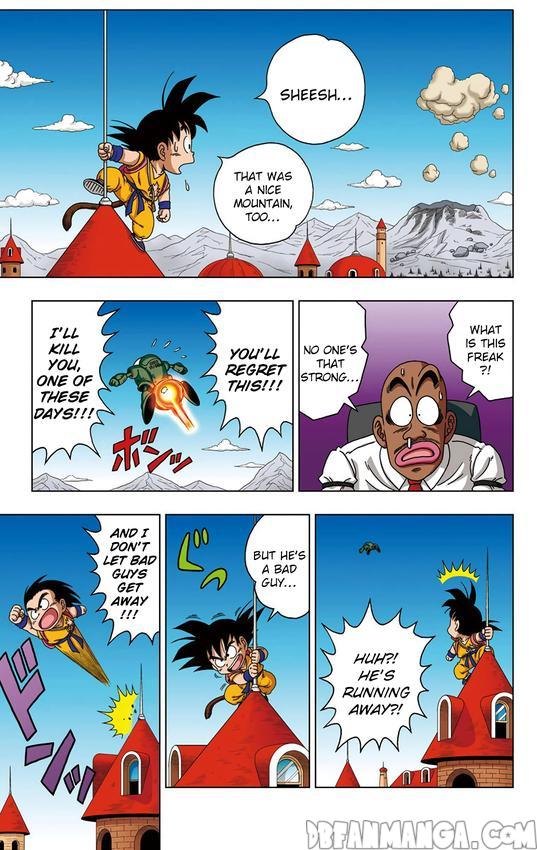 SHEESH...
THAT WAS
A NICE
MOUNTAIN,
TOO...
WHAT
IS THIS
FREAK
?!
NO ONE'S
THAT
STRONG...
YOU'LL
REGRET
THIS!!!
I'LL
KILL
YOU,
ONE OF
THESE
DAYS!!!
ボンッ
HUH?!
HE'S
RUNNING
AWAY?!
BUT HE'S
A BAD
GUY...
ぐっ
AND I
DON'T
LET BAD
GUYS
GET
AWAY
!!!
ドンッ
DBFANMANGA.COM